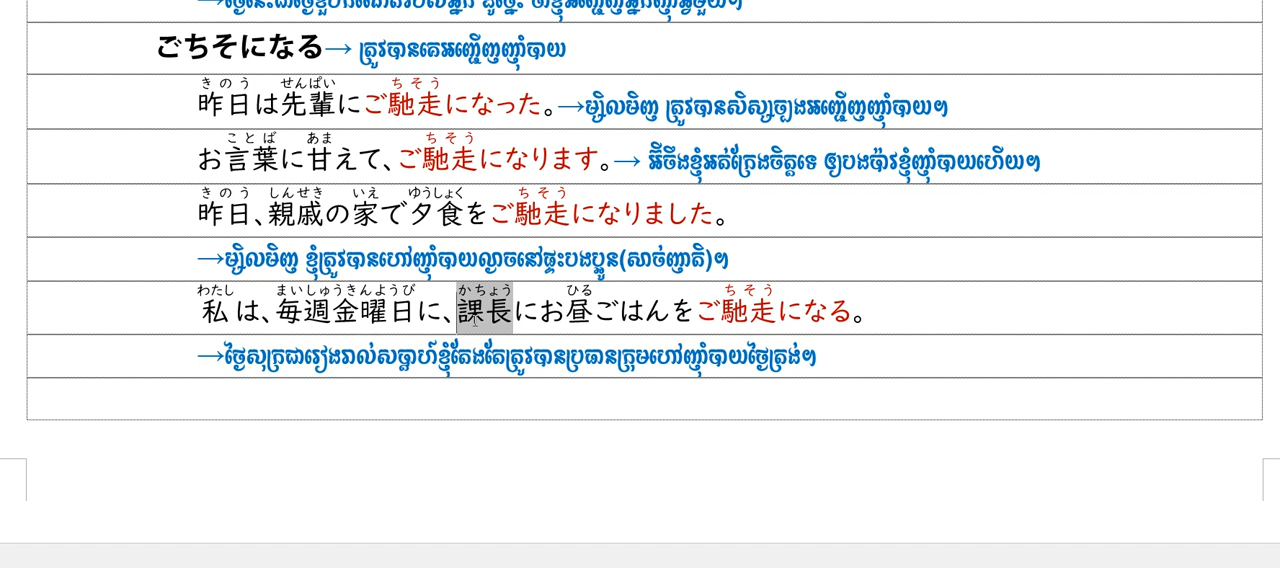 ごちそになる→ ត្រូវបានគេអញ្ជើញញ៉ាំបាយ
昨日は先輩にご馳走になった。→ម្សិលមិញ ត្រូវបានសិស្សច្បងអញ្ជើញញ៉ាំបាយៗ
お言葉に甘えて、ご馳走になります。→ អ៊ីចឹងខ្ញុំអត់ក្រែងចិត្តទេ ឲ្យបងប៉ាវខ្ញុំញ៉ាំបាយហើយៗ
昨日、親戚の家で夕食をご馳走になりました。
→ម្សិលមិញ ខ្ញុំត្រូវបានហៅញ៉ាំបាយល្ងាចនៅផ្ទះបងប្អូន(សាច់ញាតិ)ៗ
私は、毎週金曜日に、課長にお昼ごはんをご馳走になる。
→ថ្ងៃសុក្រជារៀងរាល់សប្តាហ៍ខ្ញុំតែងតែត្រូវបានប្រធានក្រុមហៅញ៉ាំបាយថ្ងៃត្រង់ៗ